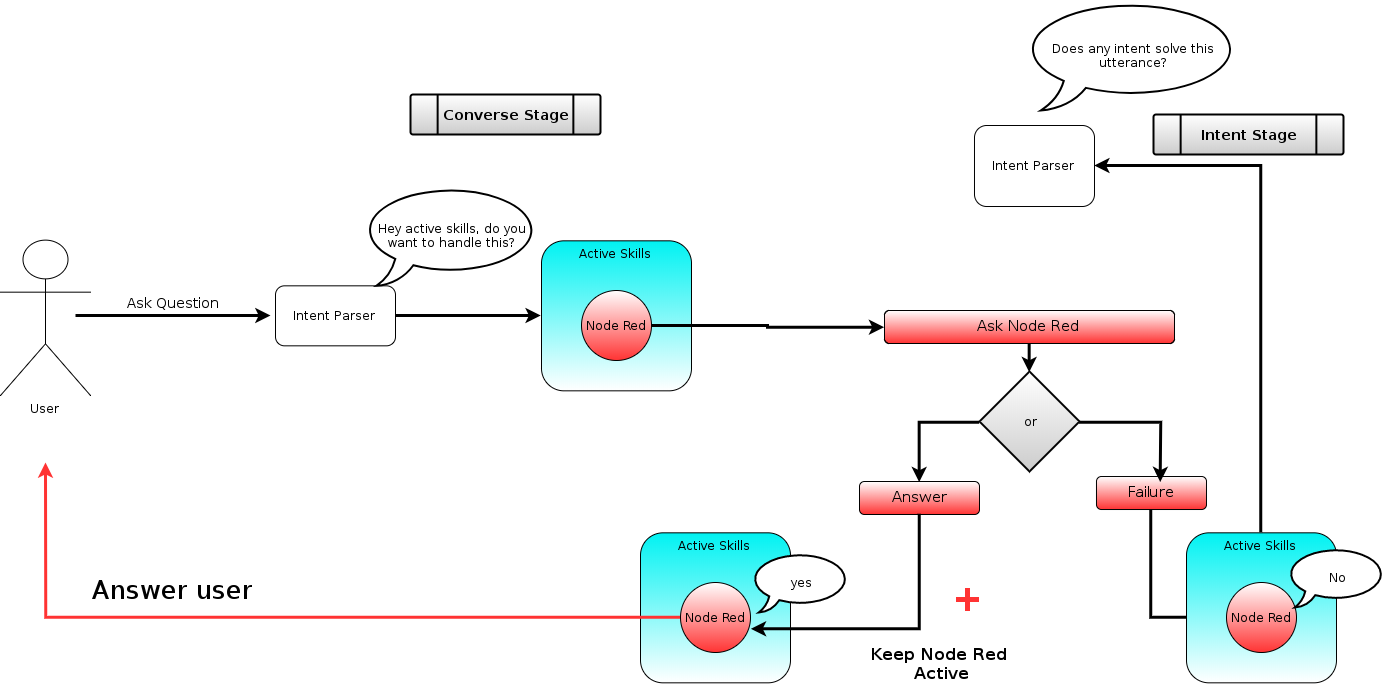 Does any intent solve this
utterance?
Converse Stage
Intent Stage
Intent Parser
Hey active skills, do you
want to handle this?
Active Skills
Ask Question
Intent Parser
Node Red
Ask Node Red
User
or
Answer
Failure
Active Skills
Active Skills
yes
No
Answer user
Node Red
Node Red
+
Keep Node Red
Active